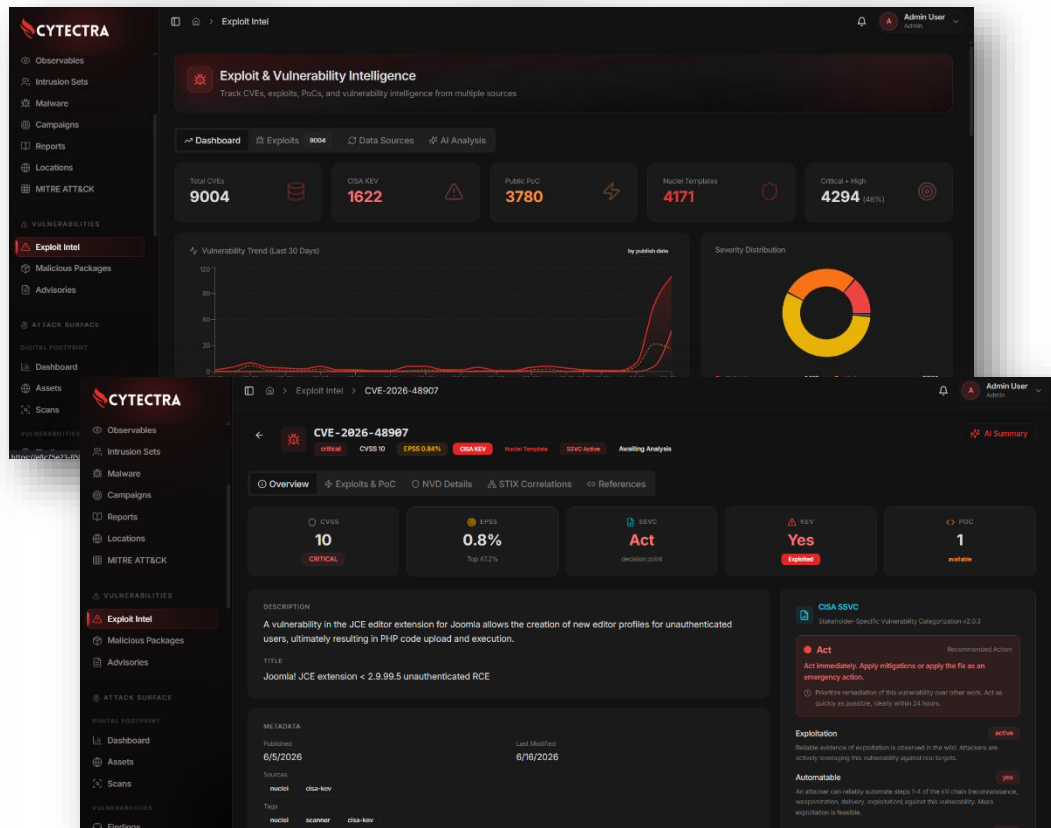 CYTECTRA
Exploit Intel
A
Admin User
Admin
Observables
Intrusion Sets
Malware
Campaigns
Reports
Locations
MITRE ATT&CK
VULNERABILITIES
Exploit Intel
Malicious Packages
Advisories
ATTACK SURFACE
DIGITAL FOOTPRINT
Dashboard
Assets
Scans
Exploit & Vulnerability Intelligence
Track CVEs, exploits, PoCs, and vulnerability intelligence from multiple sources
Dashboard Exploits 9004 Data Sources AI Analysis
Total CVEs
9004
CISA KEV
1622
Public PoC
3780
Nuclei Templates
4171
Critical + High
4294 (48%)
Vulnerability Trend (Last 30 Days)
by publish date
120
90
60
30
0
Severity Distribution
CYTECTRA
Exploit Intel > CVE-2026-48907
A
Admin User
Admin
Observables
Intrusion Sets
Malware
Campaigns
Reports
Locations
MITRE ATT&CK
VULNERABILITIES
Exploit Intel
Malicious Packages
Advisories
ATTACK SURFACE
DIGITAL FOOTPRINT
Dashboard
Assets
Scans
VULNERABILITIES
Findings
CVE-2026-48907
critical CVSS 10 EPSS 0.84% CISA KEV Nuclei Template SSVC Active Awaiting Analysis
AI Summary
Overview Exploits & PoC NVD Details STIX Correlations References
CVSS
10
CRITICAL
EPSS
0.8%
Top 47.2%
SSVC
Act
decision point
KEV
Yes
Exploited
POC
1
available
DESCRIPTION
A vulnerability in the JCE editor extension for Joomla allows the creation of new editor profiles for unauthenticated
users, ultimately resulting in PHP code upload and execution.
TITLE
Joomla! JCE extension < 2.9.99.5 unauthenticated RCE
METADATA
Published
6/5/2026
Last Modified
6/16/2026
Sources
nuclei cisa-kev
Tags
nuclei scanner cisa-kev
CISA SSVC
Stakeholder-Specific Vulnerability Categorization v2.0.3
Act
Recommended Action
Act immediately. Apply mitigations or apply the fix as an
emergency action.
Prioritize remediation of this vulnerability over other work. Act as
quickly as possible, ideally within 24 hours.
Exploitation
active
Reliable evidence of exploitation is observed in the wild. Attackers are
actively leveraging this vulnerability against real targets.
Automatable
yes
An attacker can reliably automate steps 1-4 of the kill chain (reconnaissance,
weaponization, delivery, exploitation) against this vulnerability. Mass
exploitation is feasible.